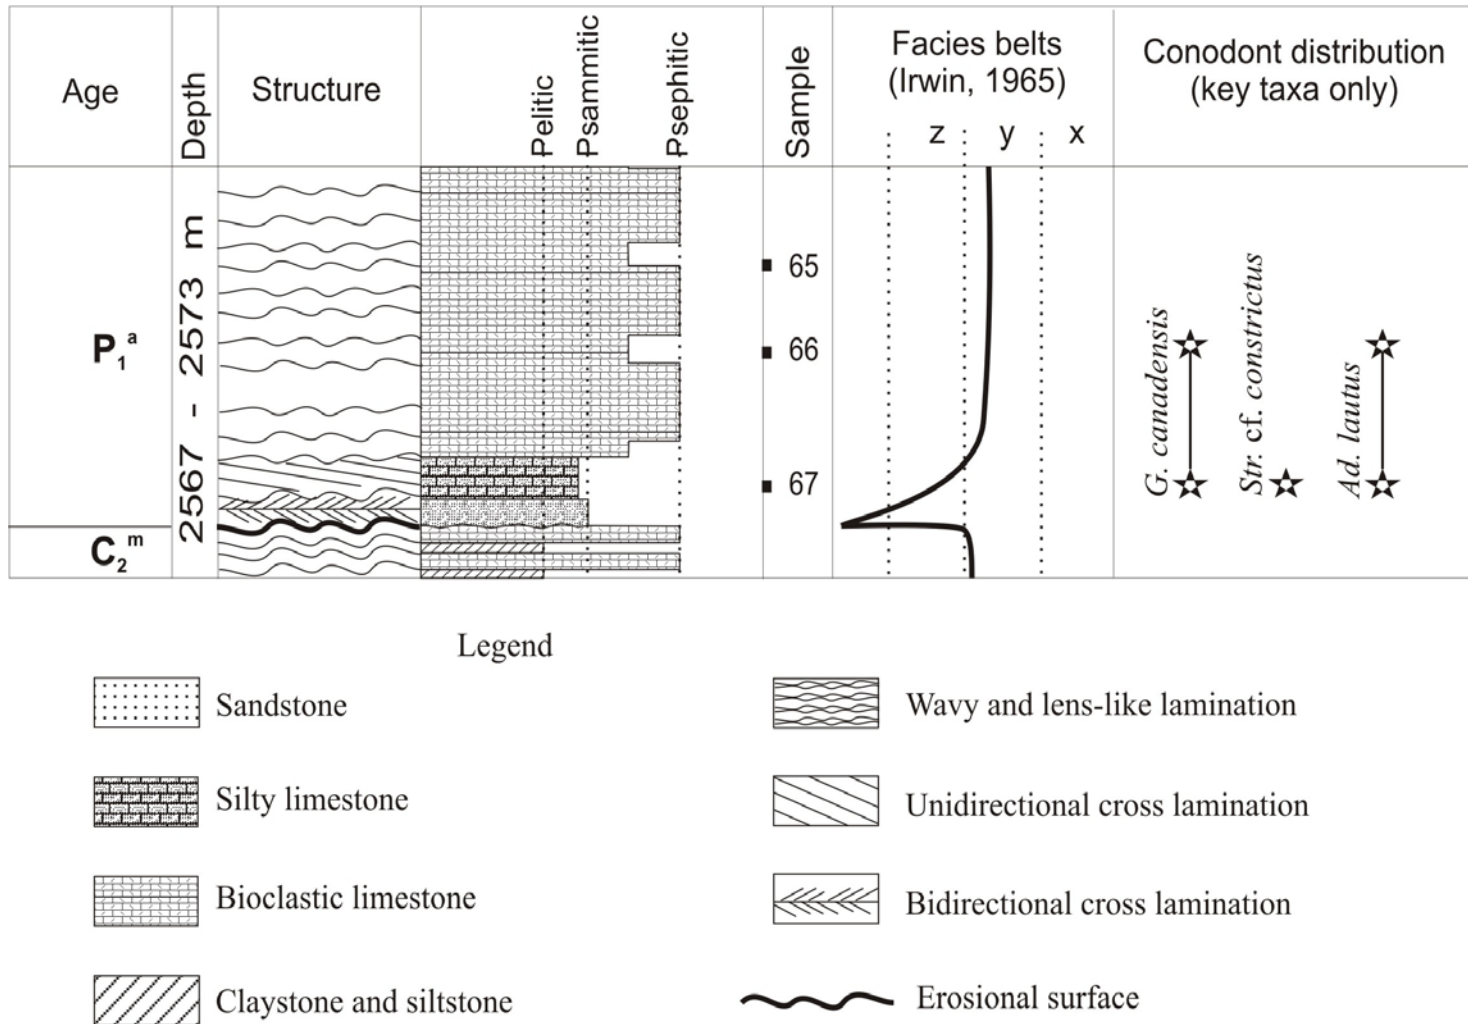 Age
Depth
Structure
Pelitic
Psammitic
Psephitic
Sample
Facies belts
(Irwin, 1965)
z y x
Conodont distribution
(key taxa only)
P₁ᵃ
C₂ᵐ
2567 – 2573 m
65
66
67
G. canadensis
Str. cf. constrictus
Ad. lautus
Legend
Sandstone
Silty limestone
Bioclastic limestone
Claystone and siltstone
Wavy and lens-like lamination
Unidirectional cross lamination
Bidirectional cross lamination
Erosional surface